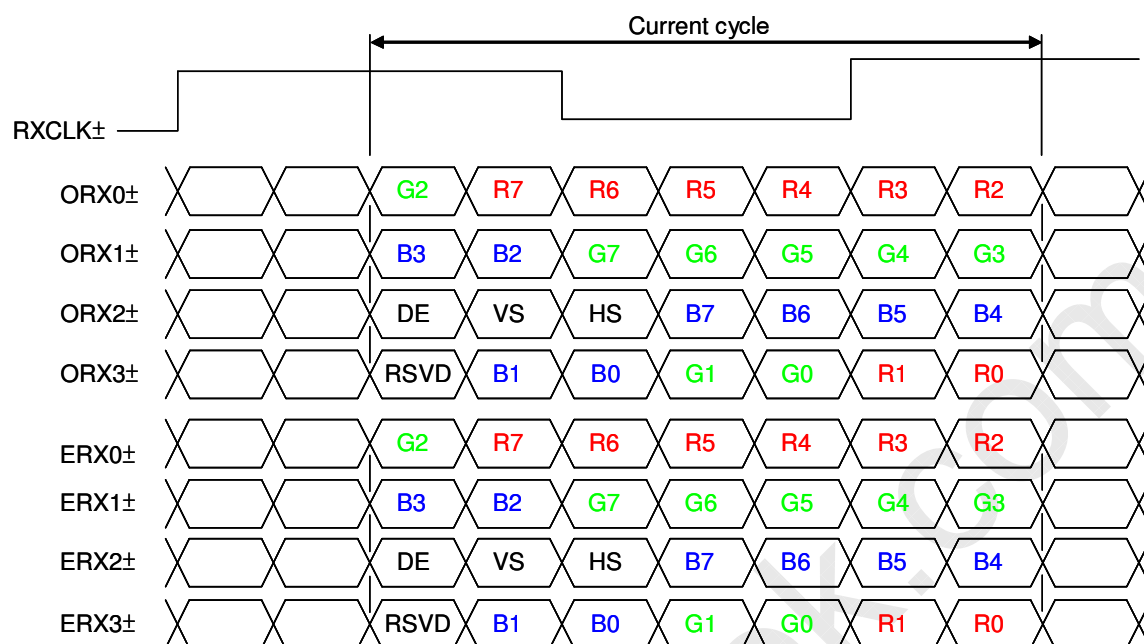 Current cycle
RXCLK±
ORX0± G2 R7 R6 R5 R4 R3 R2
ORX1± B3 B2 G7 G6 G5 G4 G3
ORX2± DE VS HS B7 B6 B5 B4
ORX3± RSVD B1 B0 G1 G0 R1 R0
ERX0± G2 R7 R6 R5 R4 R3 R2
ERX1± B3 B2 G7 G6 G5 G4 G3
ERX2± DE VS HS B7 B6 B5 B4
ERX3± RSVD B1 B0 G1 G0 R1 R0
k.com